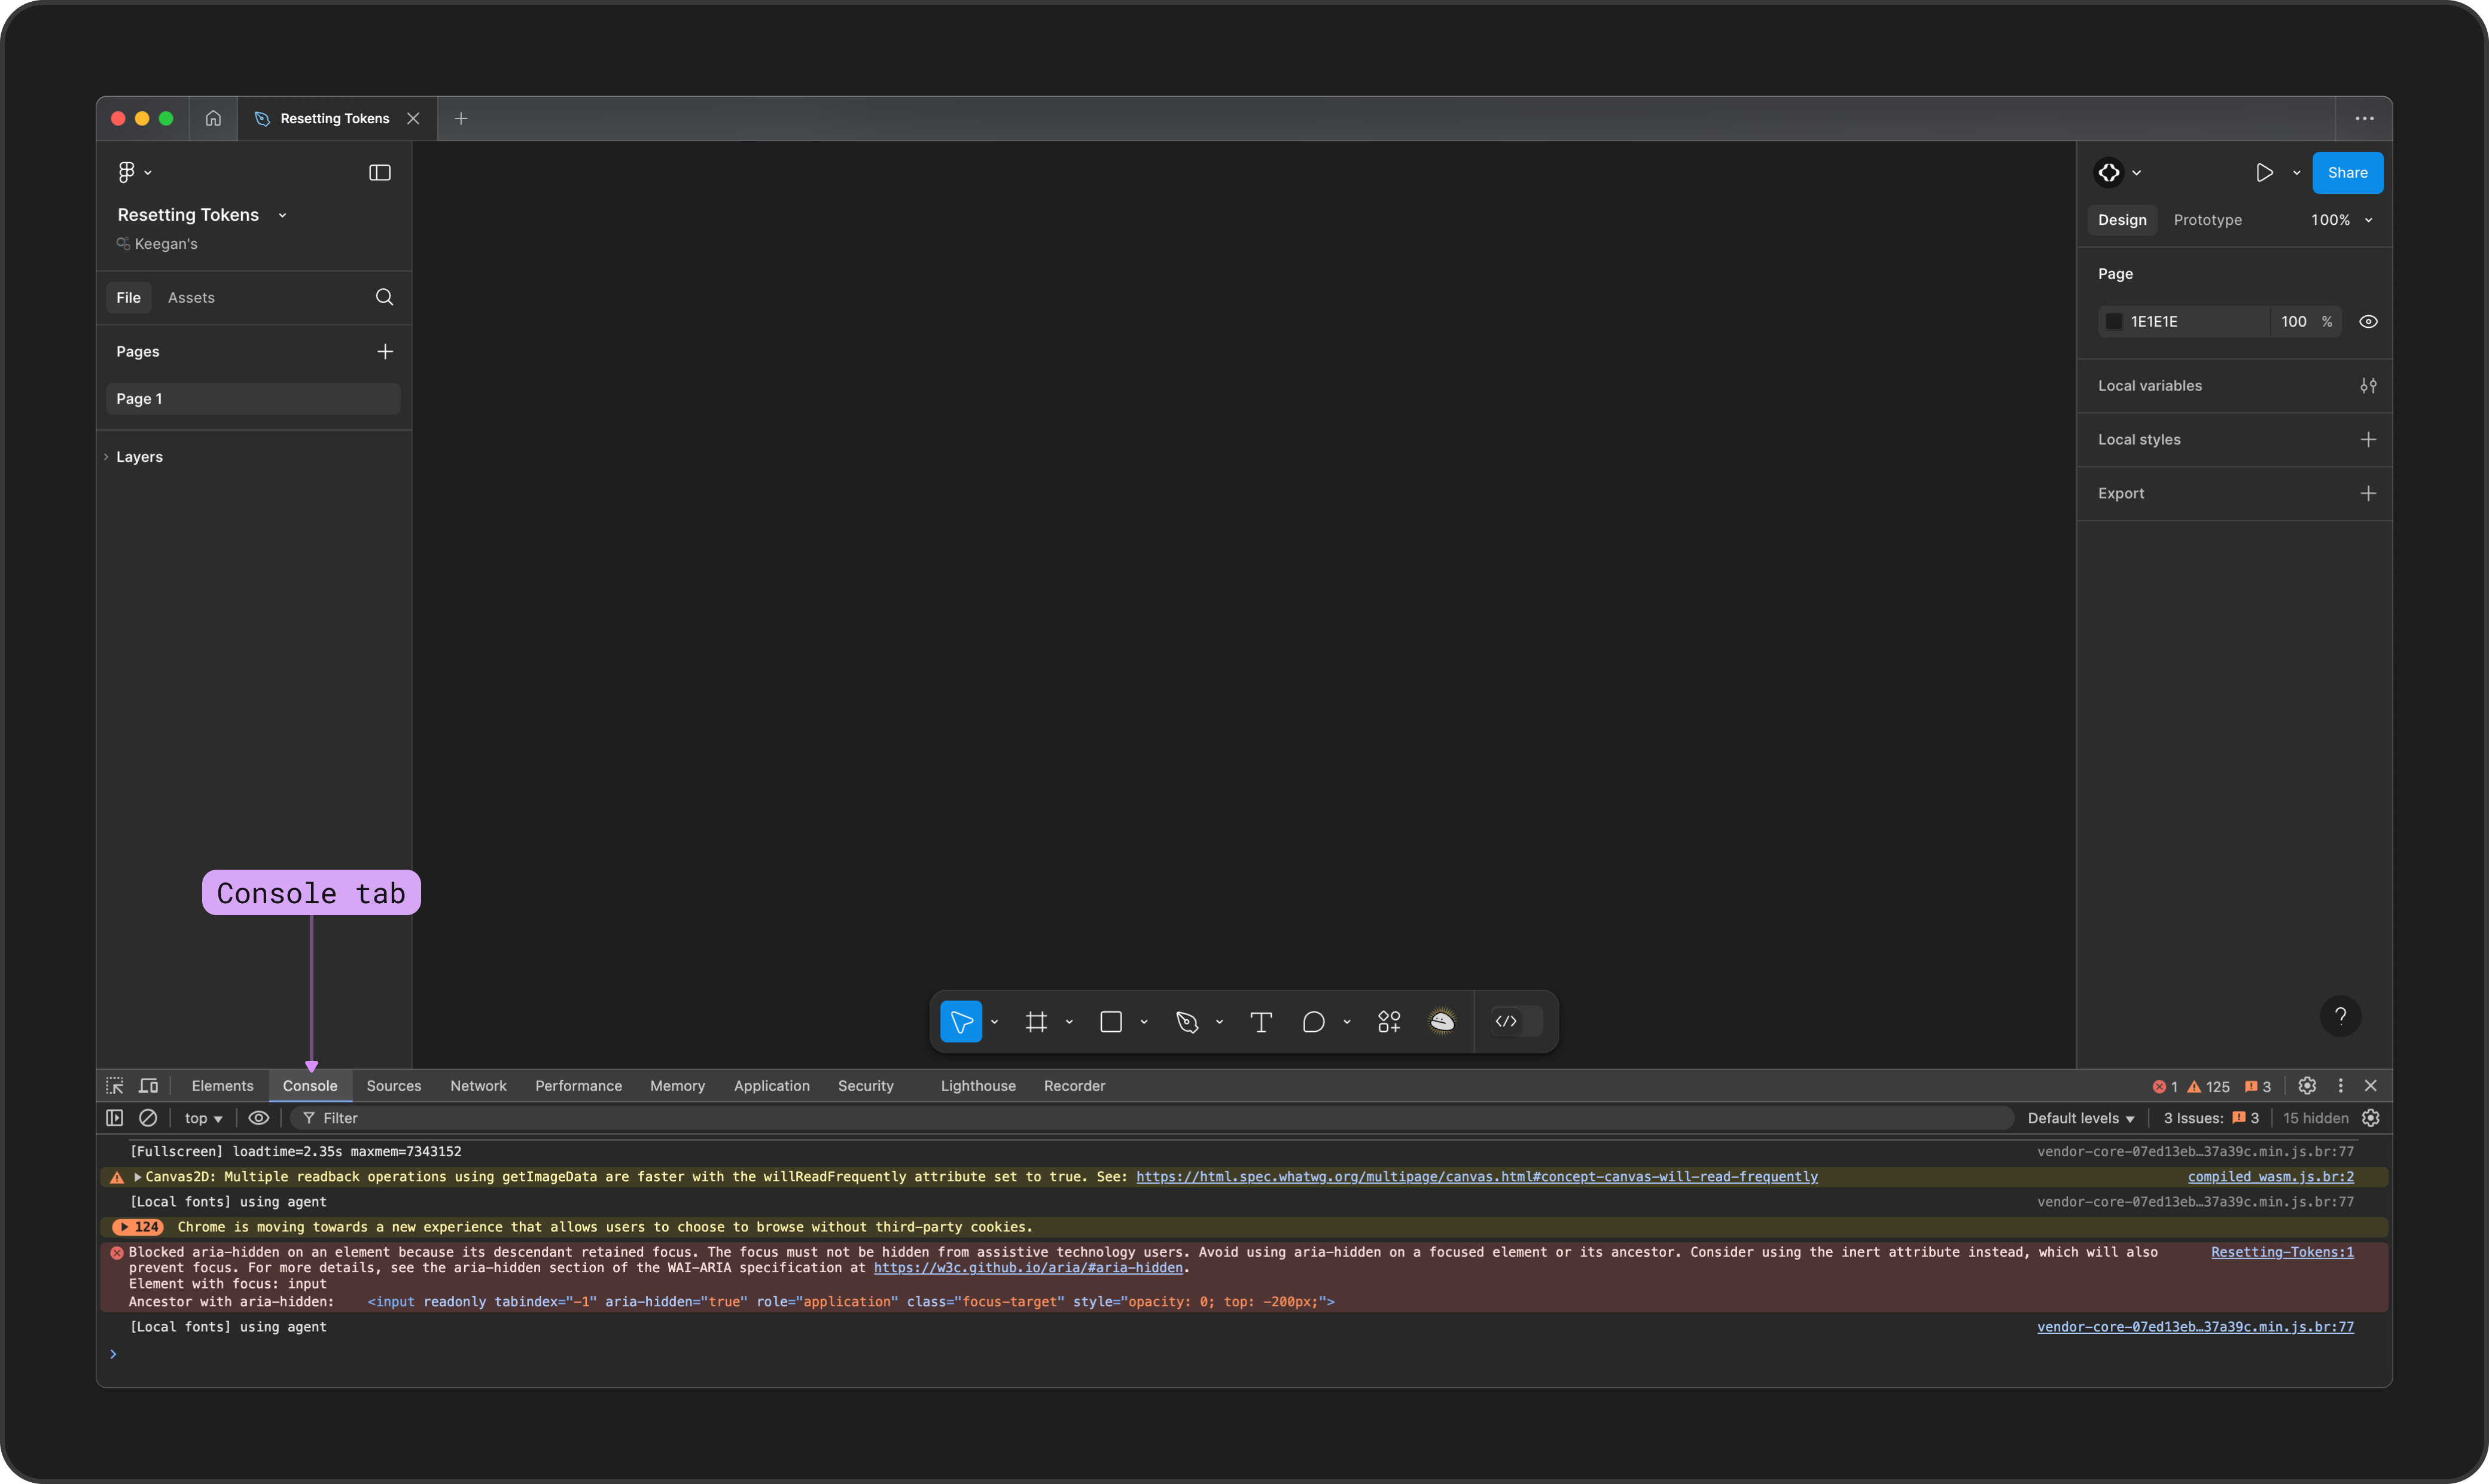 Resetting Tokens
Resetting Tokens
Keegan's
File Assets
Pages
Page 1
Layers
Share
Design Prototype 100%
Page
1E1E1E 100 %
Local variables
Local styles
Export
Console tab
?
Elements Console Sources Network Performance Memory Application Security Lighthouse Recorder 1 125 3
top Filter Default levels 3 Issues: 3 15 hidden
[Fullscreen] loadtime=2.35s maxmem=7343152 vendor-core-07ed13eb…37a39c.min.js.br:77
Canvas2D: Multiple readback operations using getImageData are faster with the willReadFrequently attribute set to true. See: https://html.spec.whatwg.org/multipage/canvas.html#concept-canvas-will-read-frequently compiled_wasm.js.br:2
[Local fonts] using agent vendor-core-07ed13eb…37a39c.min.js.br:77
124 Chrome is moving towards a new experience that allows users to choose to browse without third-party cookies.
Blocked aria-hidden on an element because its descendant retained focus. The focus must not be hidden from assistive technology users. Avoid using aria-hidden on a focused element or its ancestor. Consider using the inert attribute instead, which will also Resetting-Tokens:1
prevent focus. For more details, see the aria-hidden section of the WAI-ARIA specification at https://w3c.github.io/aria/#aria-hidden.
Element with focus: input
Ancestor with aria-hidden: <input readonly tabindex="-1" aria-hidden="true" role="application" class="focus-target" style="opacity: 0; top: -200px;">
[Local fonts] using agent vendor-core-07ed13eb…37a39c.min.js.br:77